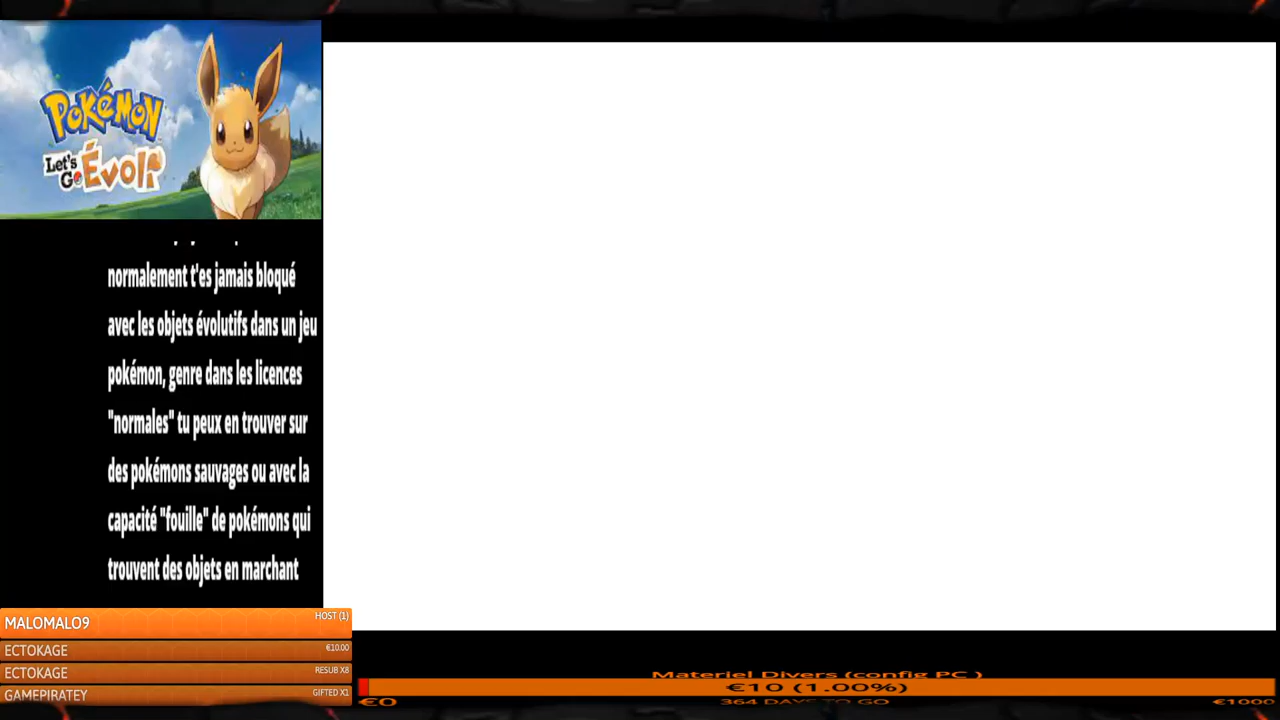 POKÉMON
Let's Go Évoli
normalement t'es jamais bloqué
avec les objets évolutifs dans un jeu
pokémon, genre dans les licences
"normales" tu peux en trouver sur
des pokémons sauvages ou avec la
capacité "fouille" de pokémons qui
trouvent des objets en marchant
MALOMALO9 HOST (1)
ECTOKAGE €10.00
ECTOKAGE RESUB X8
GAMEPIRATEY GIFTED X1
Materiel Divers (config PC )
€10 (1.00%)
€0 364 DAYS TO GO €1000